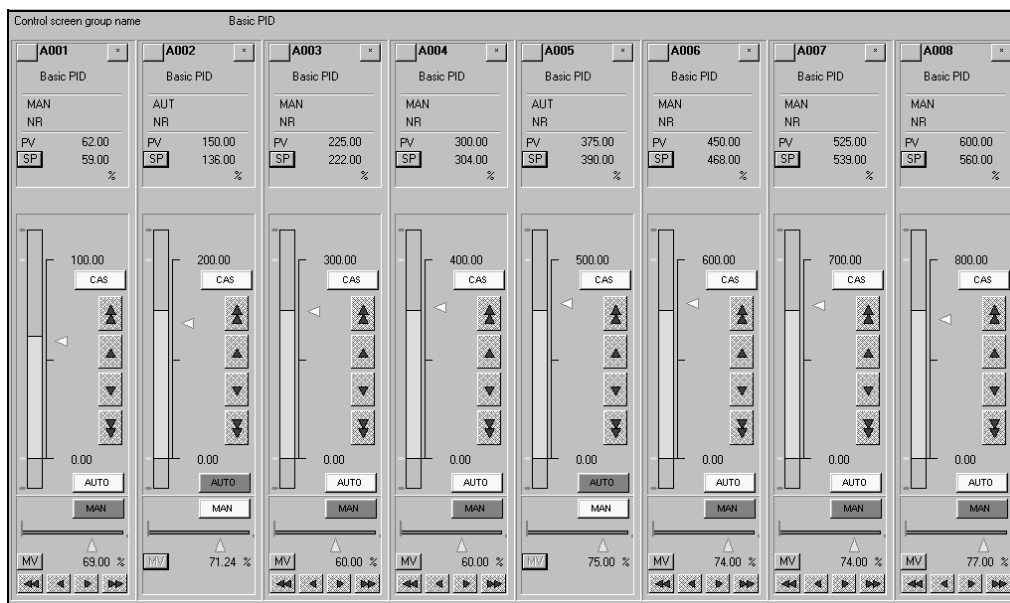 Control screen group name Basic PID
A001 × A002 × A003 × A004 × A005 × A006 × A007 × A008 ×
Basic PID Basic PID Basic PID Basic PID Basic PID Basic PID Basic PID Basic PID
MAN AUT MAN MAN AUT MAN MAN MAN
NR NR NR NR NR NR NR NR
PV 62.00 PV 150.00 PV 225.00 PV 300.00 PV 375.00 PV 450.00 PV 525.00 PV 600.00
SP 59.00 SP 136.00 SP 222.00 SP 304.00 SP 390.00 SP 468.00 SP 539.00 SP 560.00
% % % % % % % %
100.00 200.00 300.00 400.00 500.00 600.00 700.00 800.00
CAS CAS CAS CAS CAS CAS CAS CAS
0.00 0.00 0.00 0.00 0.00 0.00 0.00 0.00
AUTO AUTO AUTO AUTO AUTO AUTO AUTO AUTO
MAN MAN MAN MAN MAN MAN MAN MAN
MV 69.00 % MV 71.24 % MV 60.00 % MV 60.00 % MV 75.00 % MV 74.00 % MV 74.00 % MV 77.00 %